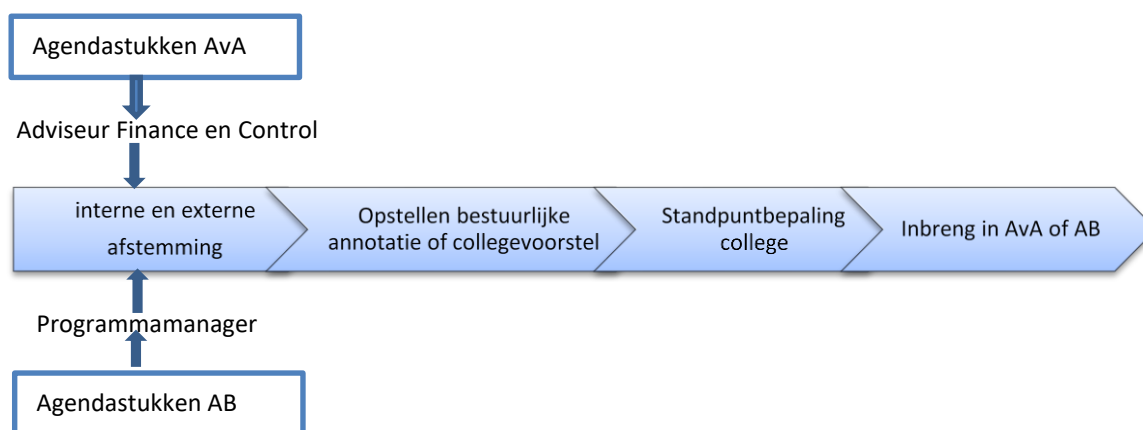 Agendastukken AvA
Adviseur Finance en Control
interne en externe
afstemming
Opstellen bestuurlijke
annotatie of collegevoorstel
Standpuntbepaling
college
Inbreng in AvA of AB
Programmamanager
Agendastukken AB